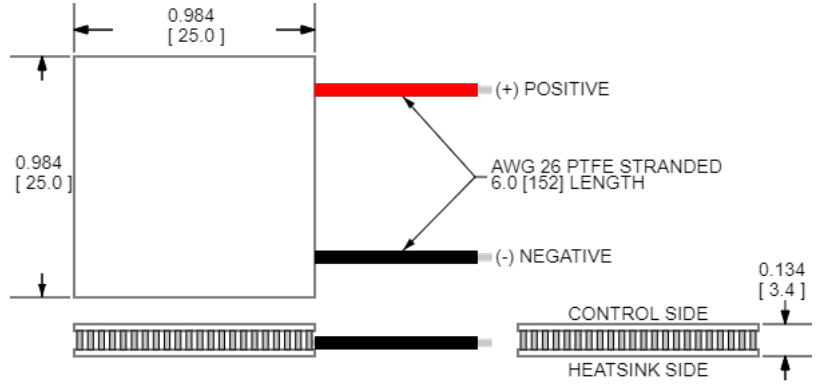 0.984
[ 25.0 ]
(+) POSITIVE
0.984
[ 25.0 ]
AWG 26 PTFE STRANDED
6.0 [152] LENGTH
(-) NEGATIVE
0.134
[ 3.4 ]
CONTROL SIDE
HEATSINK SIDE